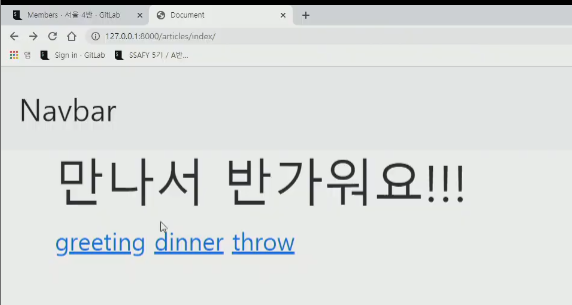 Members · 서울 4반 · GitLab
Document
127.0.0.1:8000/articles/index/
앱
Sign in · GitLab
SSAFY 5기 / A반...
Navbar
만나서 반가워요!!!
greeting dinner throw